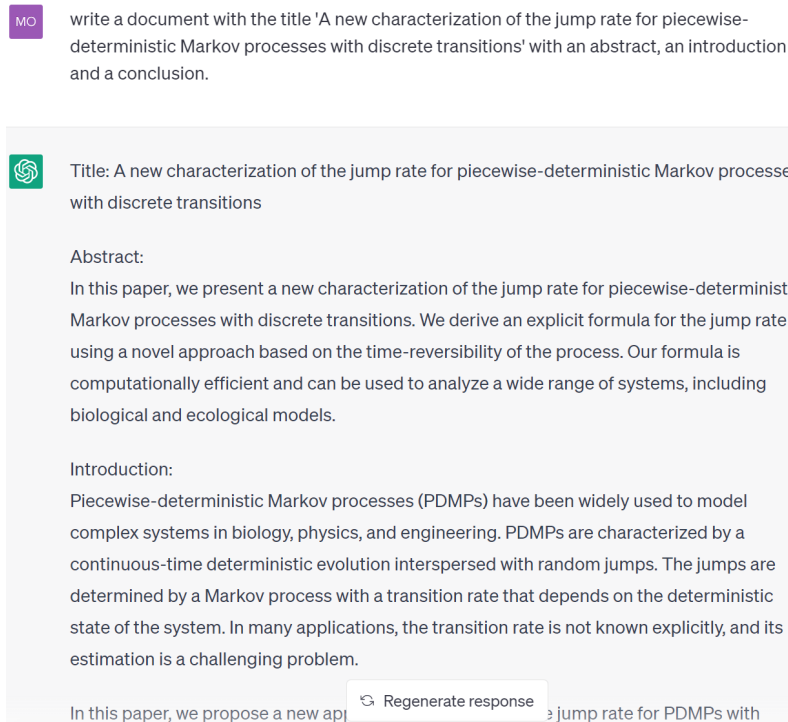 MO
write a document with the title 'A new characterization of the jump rate for piecewise-
deterministic Markov processes with discrete transitions' with an abstract, an introduction
and a conclusion.
Title: A new characterization of the jump rate for piecewise-deterministic Markov processe
with discrete transitions
Abstract:
In this paper, we present a new characterization of the jump rate for piecewise-determinist
Markov processes with discrete transitions. We derive an explicit formula for the jump rate
using a novel approach based on the time-reversibility of the process. Our formula is
computationally efficient and can be used to analyze a wide range of systems, including
biological and ecological models.
Introduction:
Piecewise-deterministic Markov processes (PDMPs) have been widely used to model
complex systems in biology, physics, and engineering. PDMPs are characterized by a
continuous-time deterministic evolution interspersed with random jumps. The jumps are
determined by a Markov process with a transition rate that depends on the deterministic
state of the system. In many applications, the transition rate is not known explicitly, and its
estimation is a challenging problem.
Regenerate response
In this paper, we propose a new app e jump rate for PDMPs with